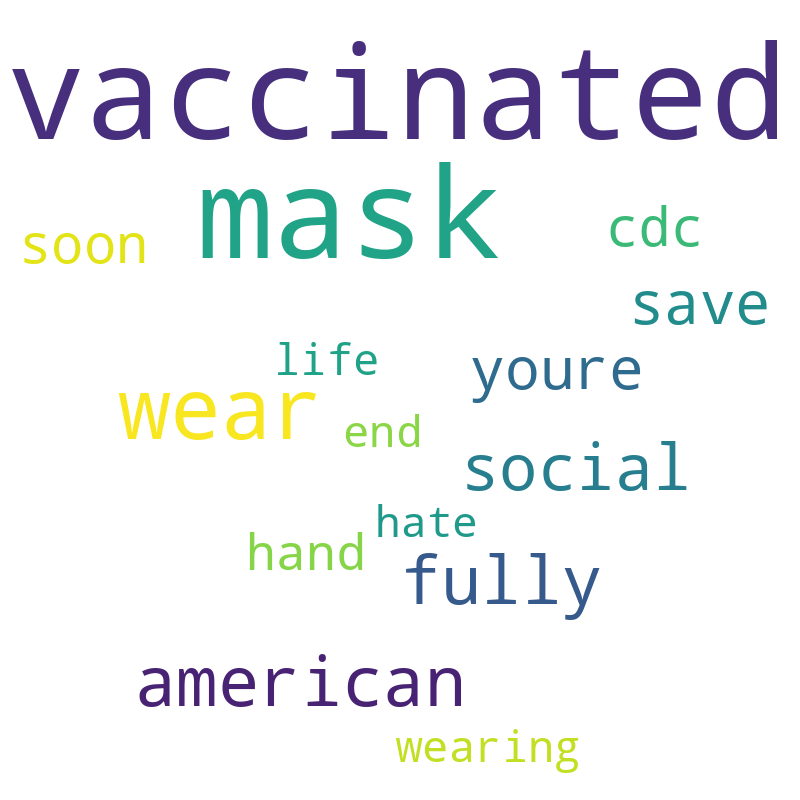 vaccinated
mask
cdc
soon
save
life
youre
wear
end
social
hate
hand
fully
american
wearing